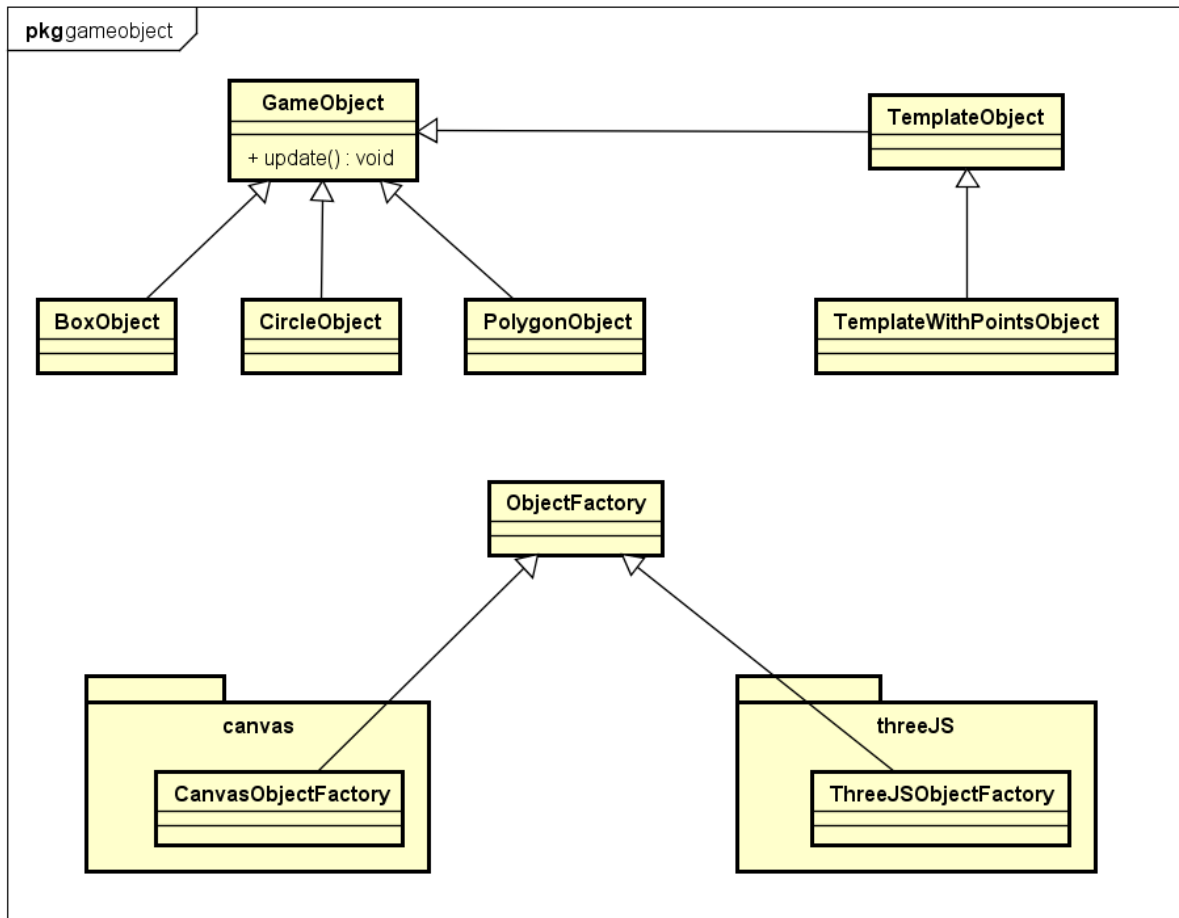 pkg gameobject
GameObject
+ update() : void
TemplateObject
BoxObject
CircleObject
PolygonObject
TemplateWithPointsObject
ObjectFactory
canvas
CanvasObjectFactory
threeJS
ThreeJSObjectFactory